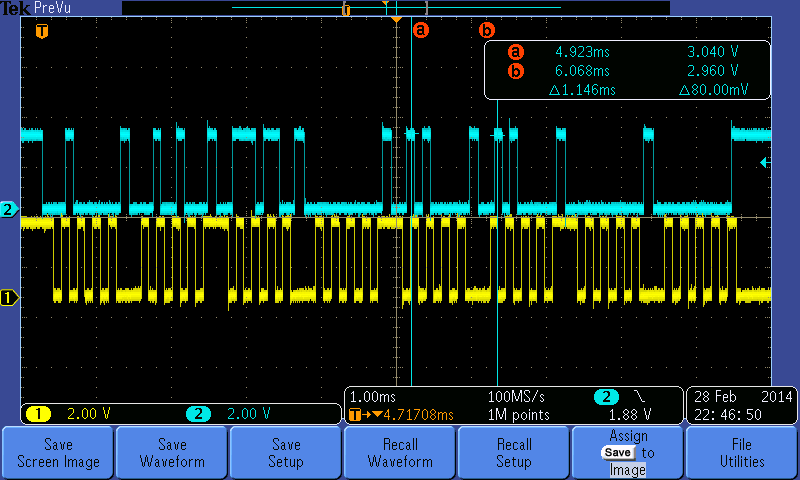 Tek PreVu
T
T
a b
a 4.923ms 3.040 V
b 6.068ms 2.960 V
△1.146ms △80.00mV
2
1
1 2.00 V 2 2.00 V
1.00ms 100MS/s 2
T→▼4.71708ms 1M points 1.88 V
28 Feb 2014
22:46:50
Save
Screen Image
Save
Waveform
Save
Setup
Recall
Waveform
Recall
Setup
Assign
Save to
Image
File
Utilities